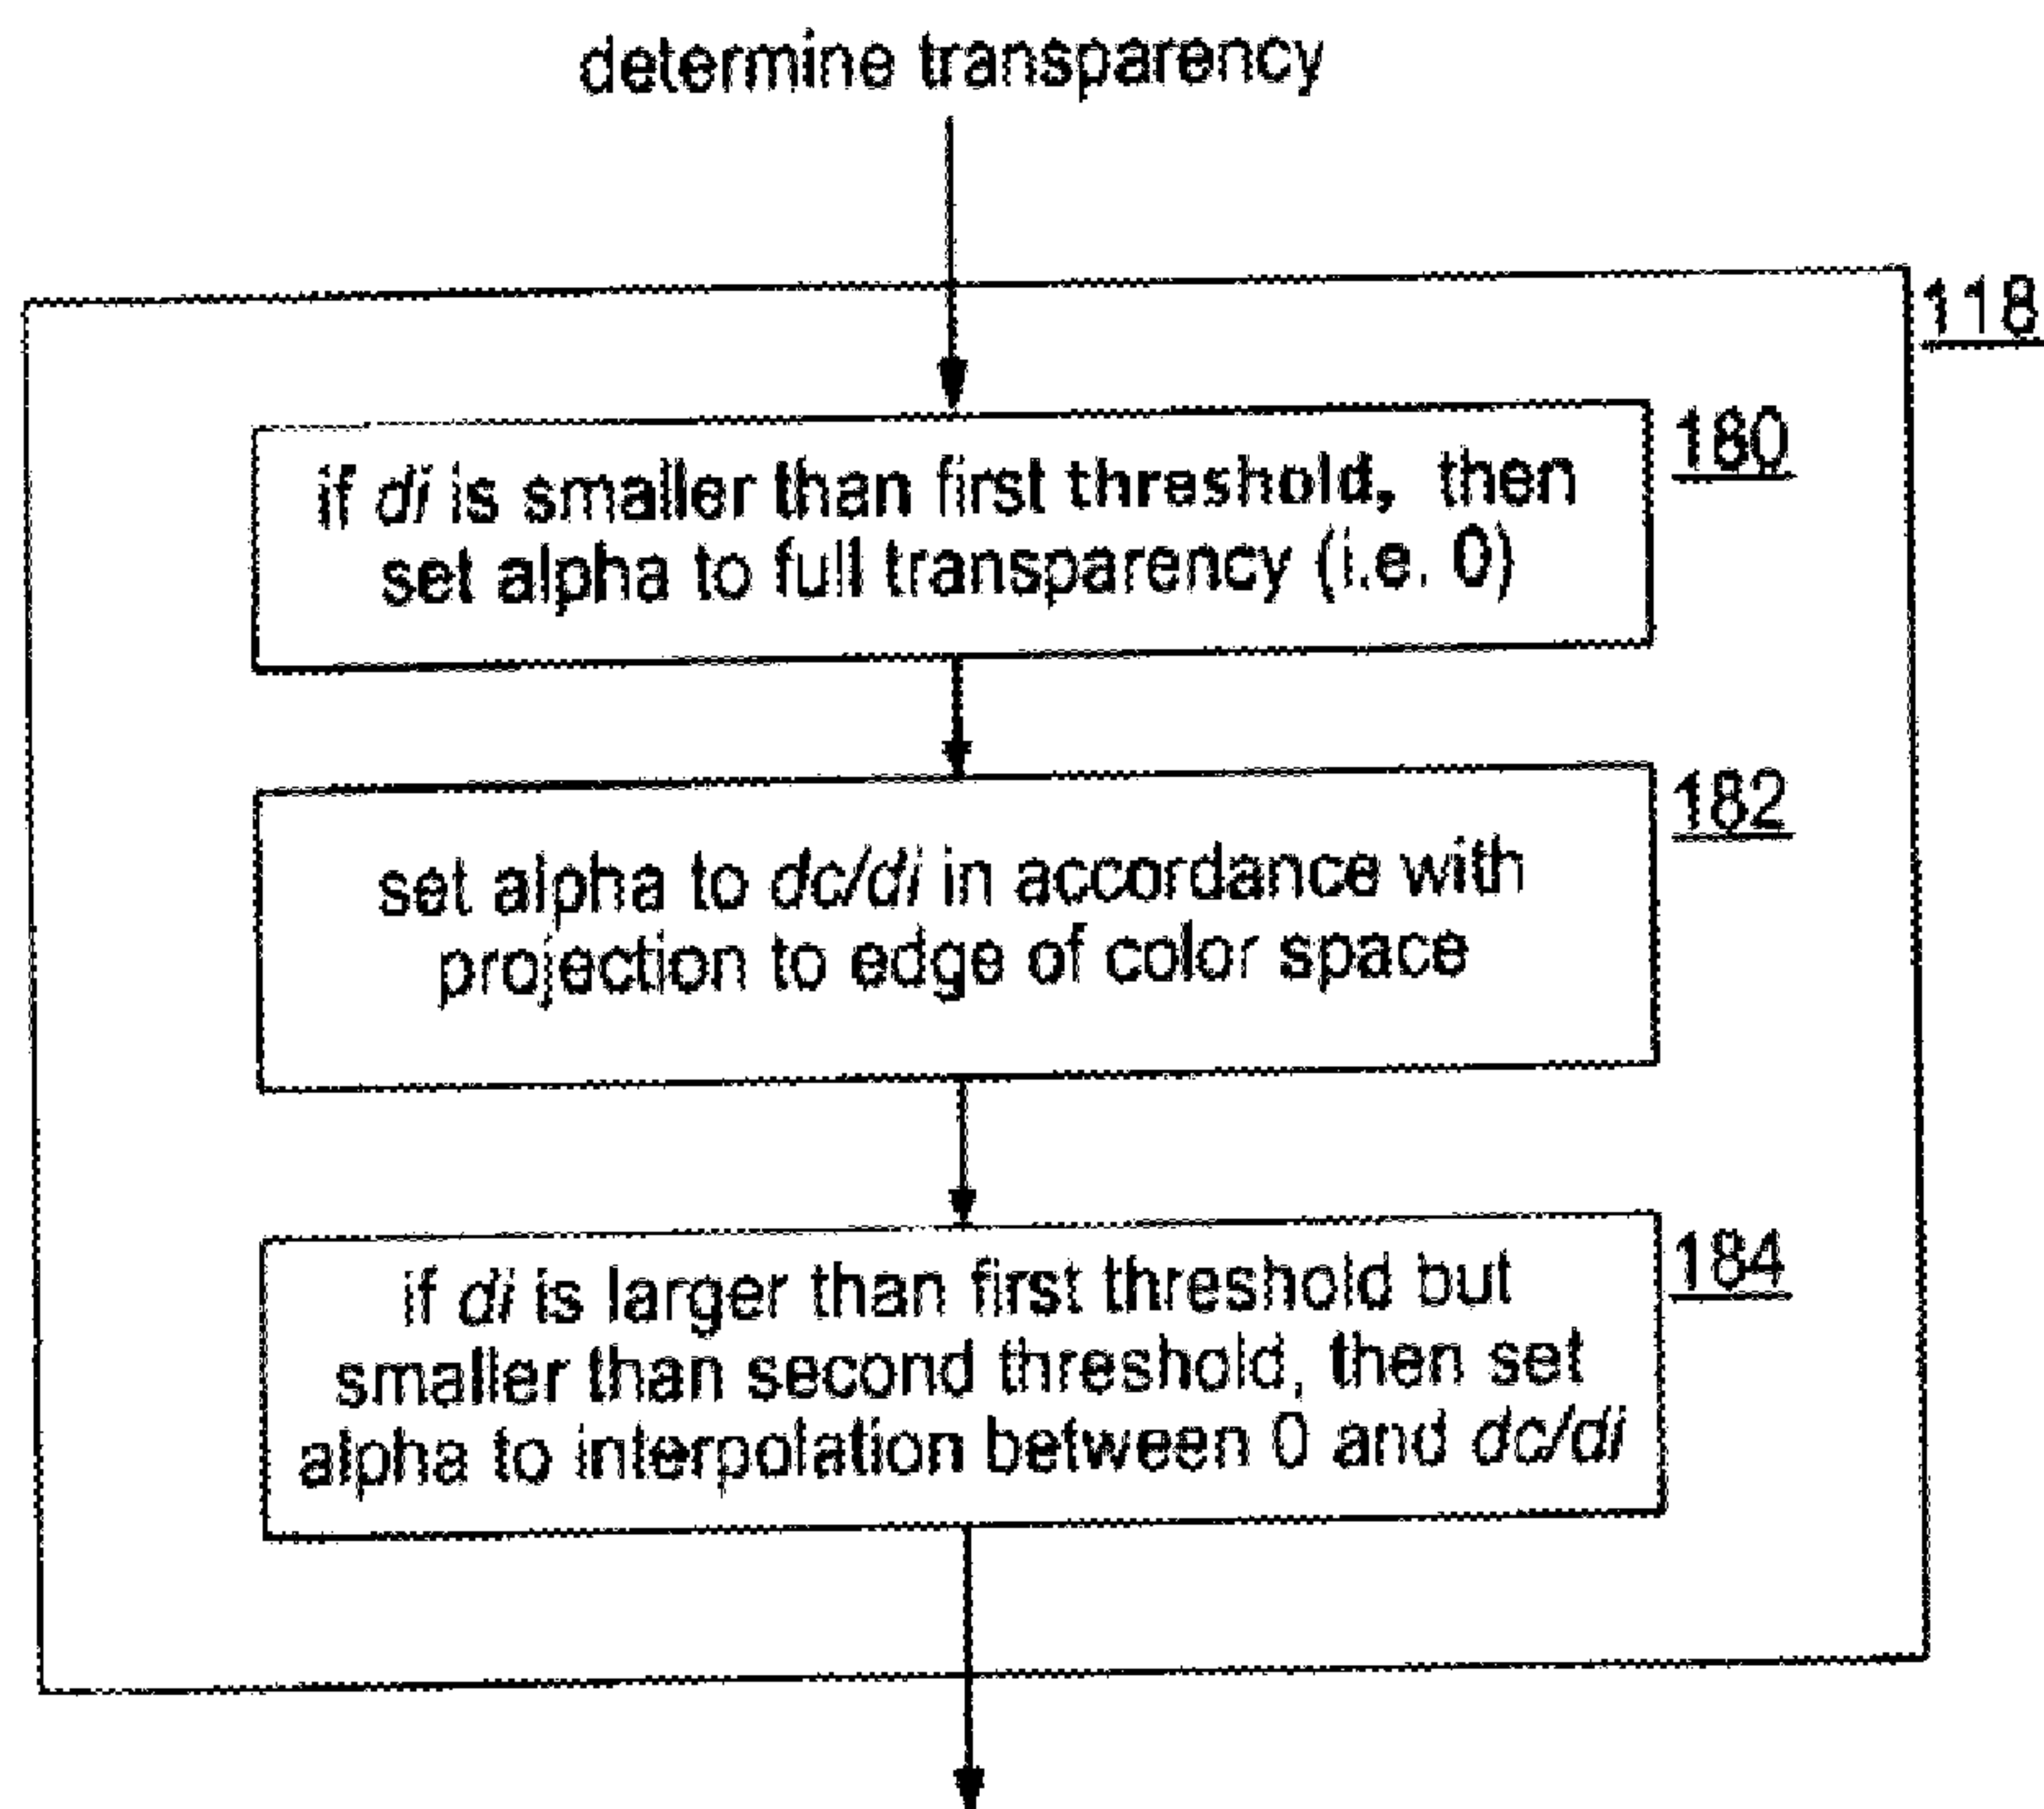 determine transparency
118
180
if di is smaller than first threshold, then
set alpha to full transparency (i.e. 0)
182
set alpha to dc/di in accordance with
projection to edge of color space
184
if di is larger than first threshold but
smaller than second threshold, then set
alpha to interpolation between 0 and dc/di